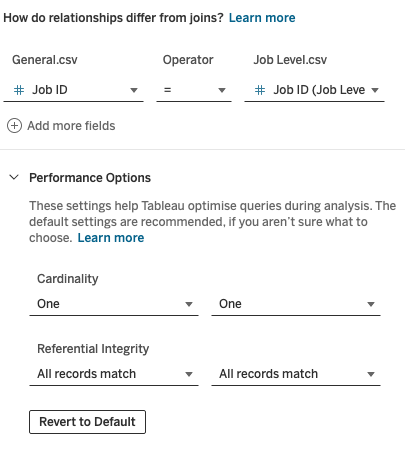 How do relationships differ from joins? Learn more
General.csv Operator Job Level.csv
# Job ID = # Job ID (Job Leve
Add more fields
Performance Options
These settings help Tableau optimise queries during analysis. The
default settings are recommended, if you aren't sure what to
choose. Learn more
Cardinality
One One
Referential Integrity
All records match All records match
Revert to Default